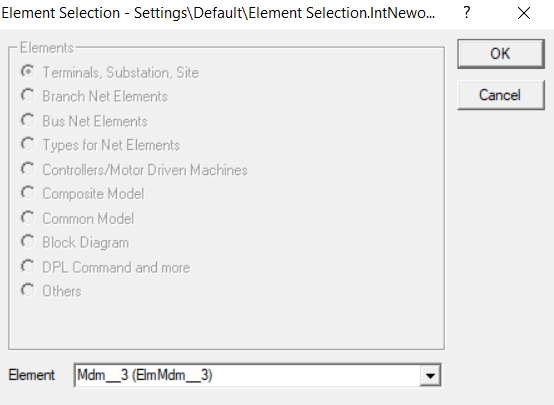 Element Selection - Settings\Default\Element Selection.IntNewo... ?
Elements
Terminals, Substation, Site
Branch Net Elements
Bus Net Elements
Types for Net Elements
Controllers/Motor Driven Machines
Composite Model
Common Model
Block Diagram
DPL Command and more
Others
OK
Cancel
Element Mdm__3 (ElmMdm__3)